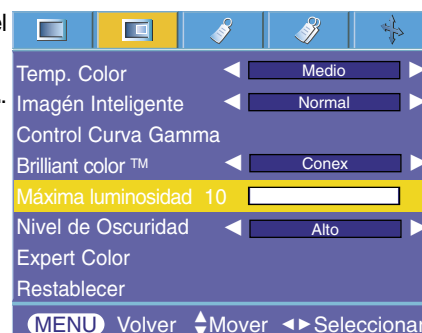 el
.
Temp. Color ◀ Medio ▶
Imagén Inteligente ◀ Normal ▶
Control Curva Gamma
Brilliant color ™ ◀ Conex ▶
Máxima luminosidad 10
Nivel de Oscuridad ◀ Alto ▶
Expert Color
Restablecer
MENU Volver Mover ◀▶ Seleccionar